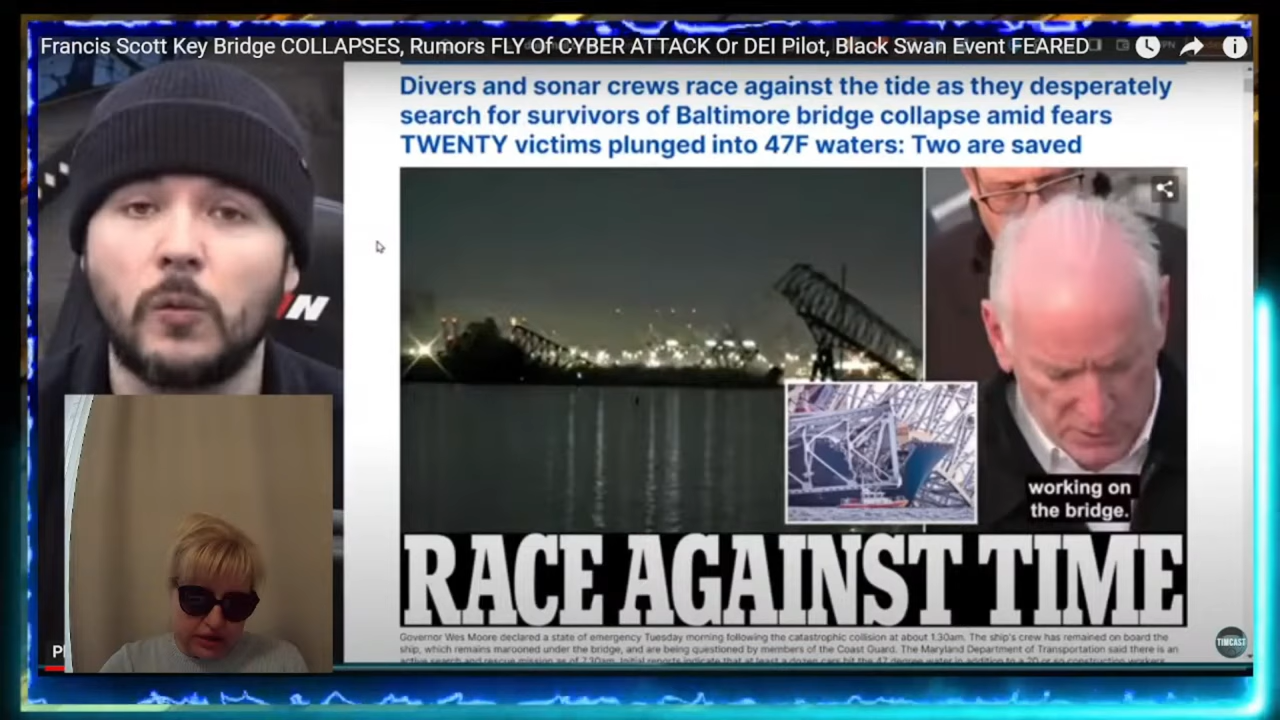 Francis Scott Key Bridge COLLAPSES, Rumors FLY Of CYBER ATTACK Or DEI Pilot, Black Swan Event FEARED
Divers and sonar crews race against the tide as they desperately
search for survivors of Baltimore bridge collapse amid fears
TWENTY victims plunged into 47F waters: Two are saved
working on
the bridge.
RACE AGAINST TIME
Governor Wes Moore declared a state of emergency Tuesday morning following the catastrophic collision at about 1.30am. The ship's crew has remained on board the
ship, which remains marooned under the bridge, and are being questioned by members of the Coast Guard. The Maryland Department of Transportation said there is an
active search and rescue mission as of 7.30am. Initial reports indicate that at least a dozen cars hit the 47 degree water in addition to a 20 or so construction workers
TIMCAST